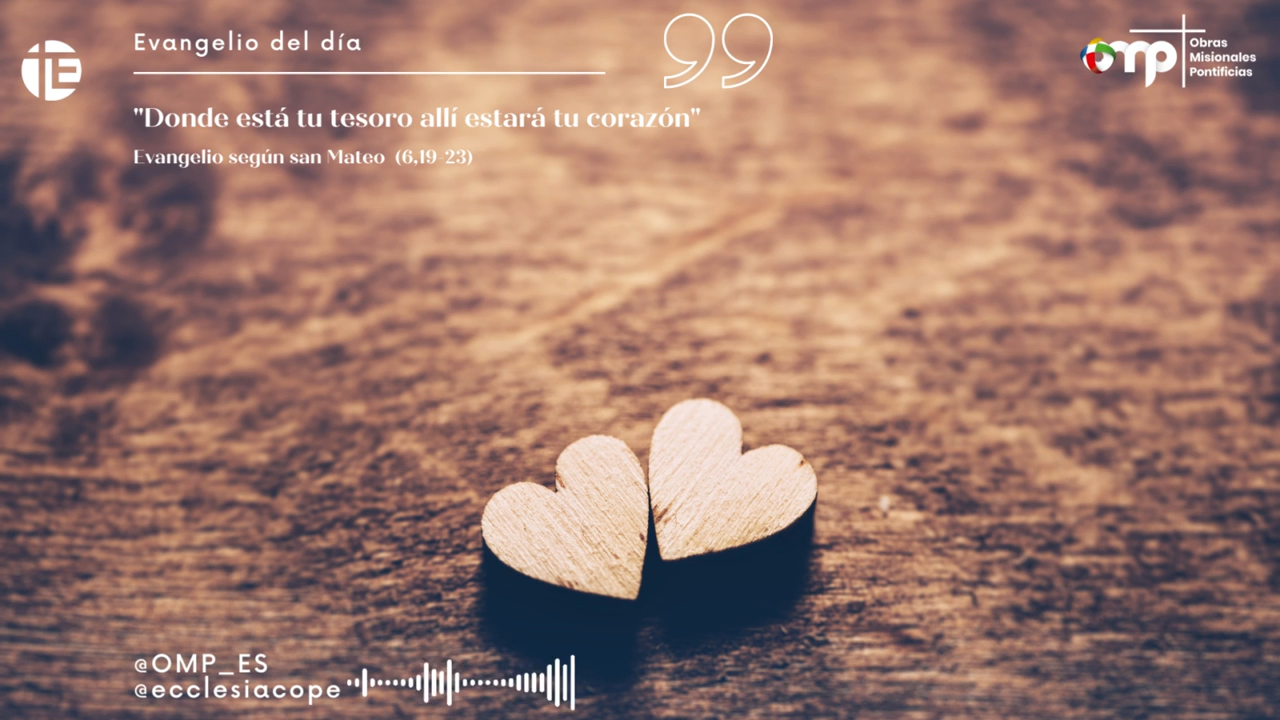 Evangelio del día
"Donde está tu tesoro allí estará tu corazón"
Evangelio según san Mateo (6,19-23)
omp
Obras
Misionales
Pontificias
@OMP_ES
@ecclesiacope